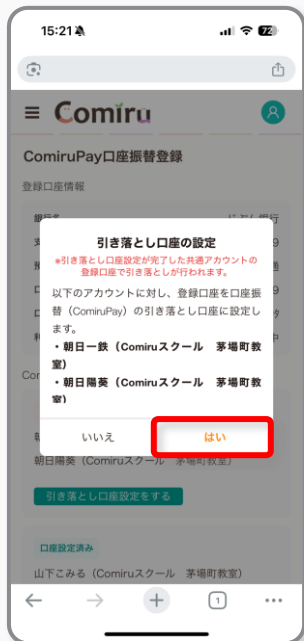 15:21
72
Comiru
ComiruPay口座振替登録
登録口座情報
引き落とし口座の設定
*引き落とし口座設定が完了した共通アカウントの
登録口座で引き落としが行われます。
以下のアカウントに対し、登録口座を口座振
替（ComiruPay）の引き落とし口座に設定し
ます。
・朝日一鉄（Comiruスクール　茅場町教
室）
・朝日陽葵（Comiruスクール　茅場町教
室）
いいえ
はい
朝日陽葵（Comiruスクール　茅場町教室）
引き落とし口座設定をする
口座設定済み
山下こみる（Comiruスクール　茅場町教室）
1